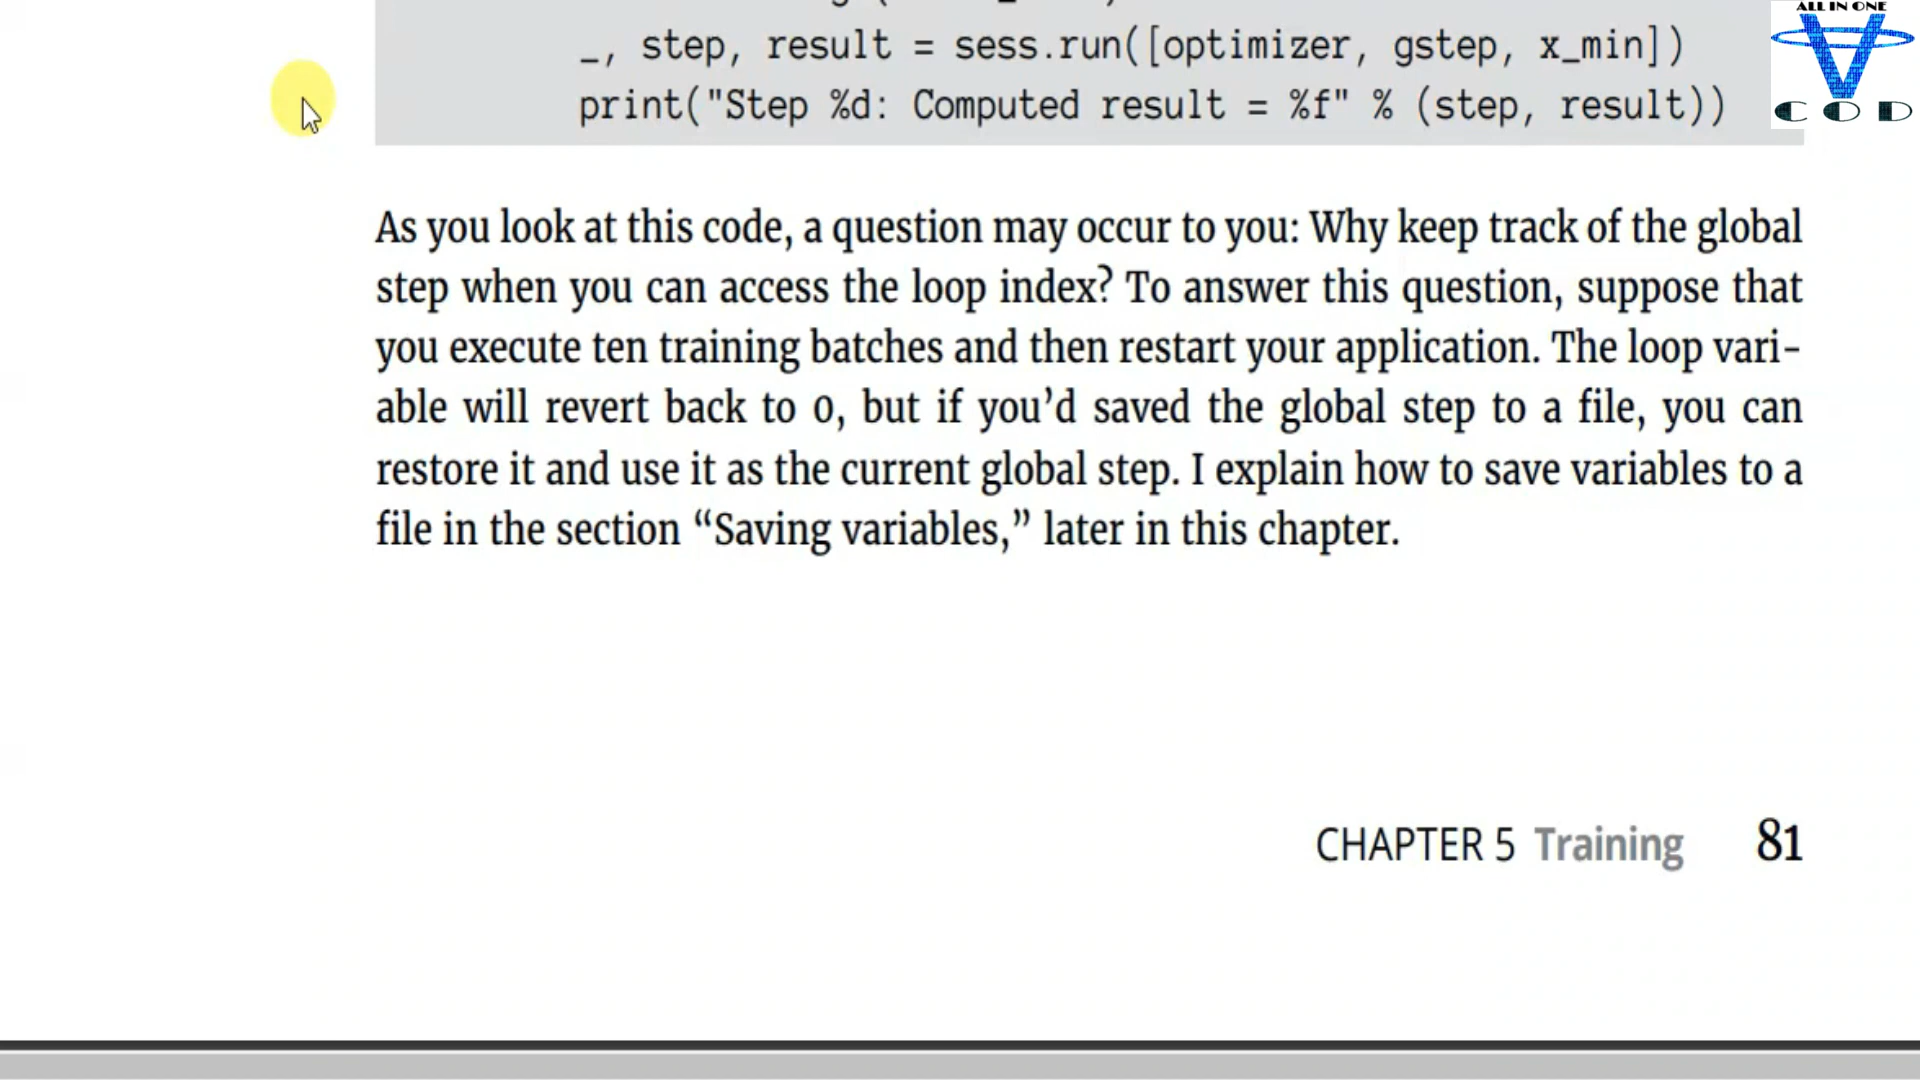 _, step, result = sess.run([optimizer, gstep, x_min])
print("Step %d: Computed result = %f" % (step, result))
ALL IN ONE
C O D
As you look at this code, a question may occur to you: Why keep track of the global
step when you can access the loop index? To answer this question, suppose that
you execute ten training batches and then restart your application. The loop vari-
able will revert back to 0, but if you’d saved the global step to a file, you can
restore it and use it as the current global step. I explain how to save variables to a
file in the section “Saving variables,” later in this chapter.
CHAPTER 5 Training 81